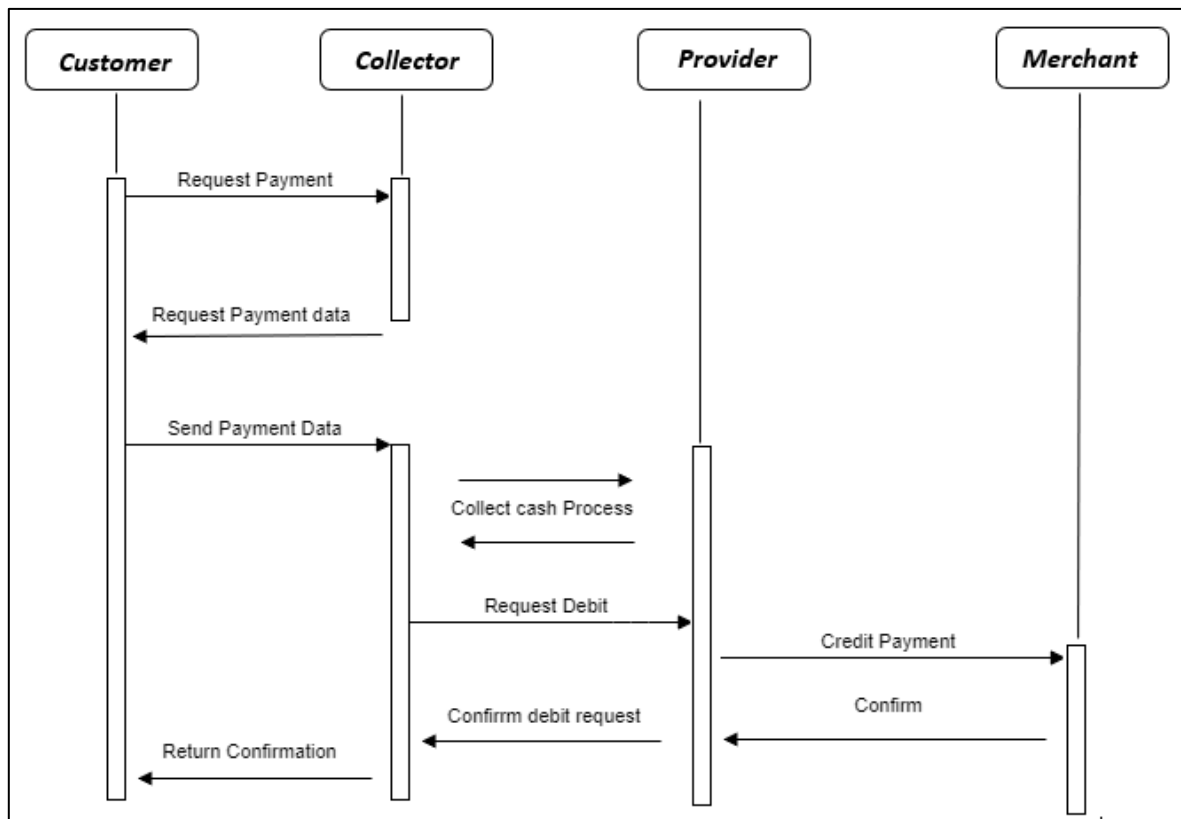 Customer
Collector
Provider
Merchant
Request Payment
Request Payment data
Send Payment Data
Collect cash Process
Request Debit
Credit Payment
Confirm
Confirrm debit request
Return Confirmation